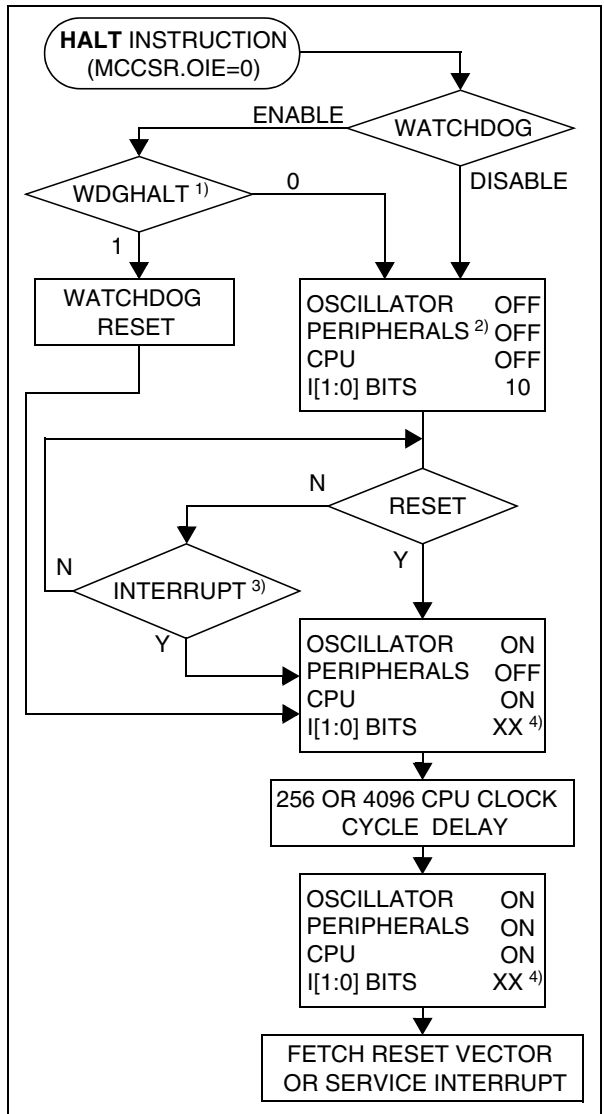 HALT INSTRUCTION
(MCCSR.OIE=0)
ENABLE
WATCHDOG
WDGHALT 1)
0
DISABLE
1
WATCHDOG
RESET
OSCILLATOR OFF
PERIPHERALS 2) OFF
CPU OFF
I[1:0] BITS 10
N
RESET
Y
N
INTERRUPT 3)
Y
OSCILLATOR ON
PERIPHERALS OFF
CPU ON
I[1:0] BITS XX 4)
256 OR 4096 CPU CLOCK
CYCLE DELAY
OSCILLATOR ON
PERIPHERALS ON
CPU ON
I[1:0] BITS XX 4)
FETCH RESET VECTOR
OR SERVICE INTERRUPT